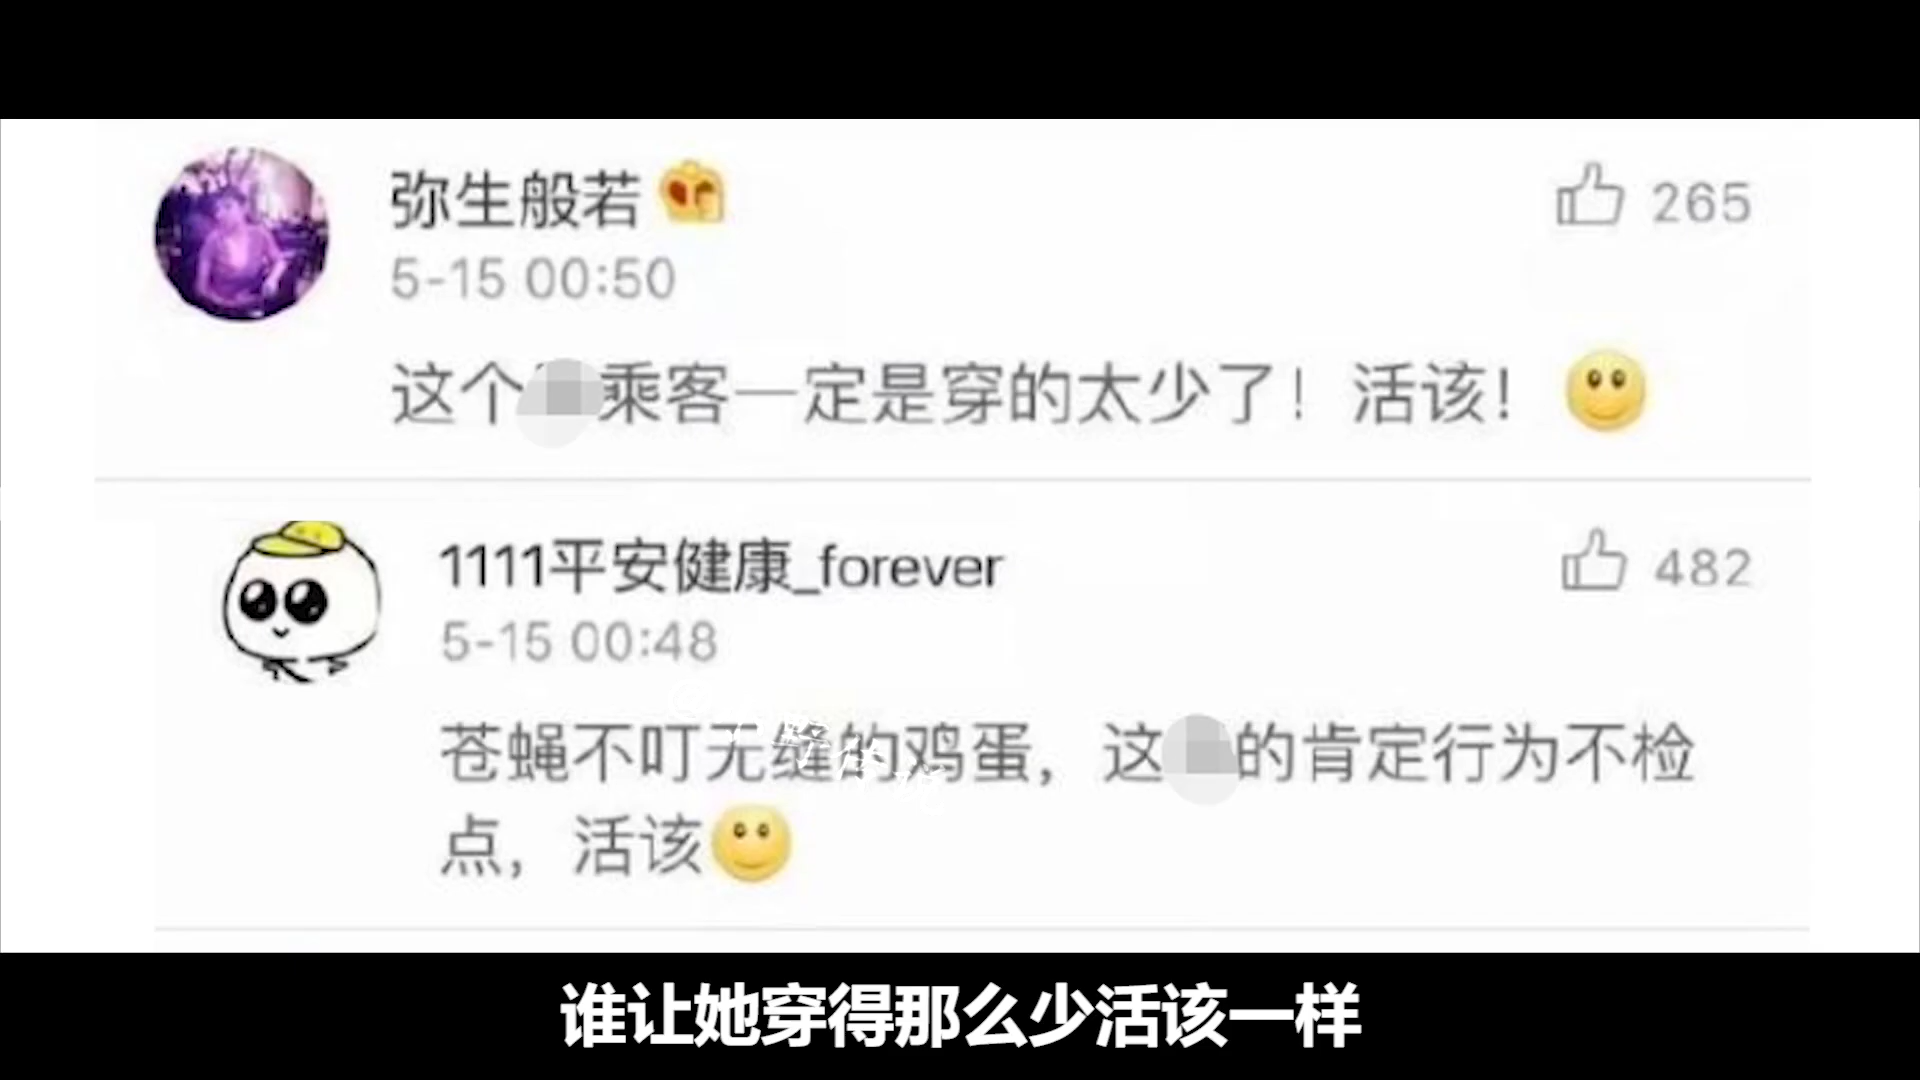 弥生般若
265
5-15 00:50
这个乘客一定是穿的太少了！活该！
1111平安健康_forever
482
5-15 00:48
苍蝇不叮无缝的鸡蛋，这的肯定行为不检
点，活该
谁让她穿得那么少活该一样